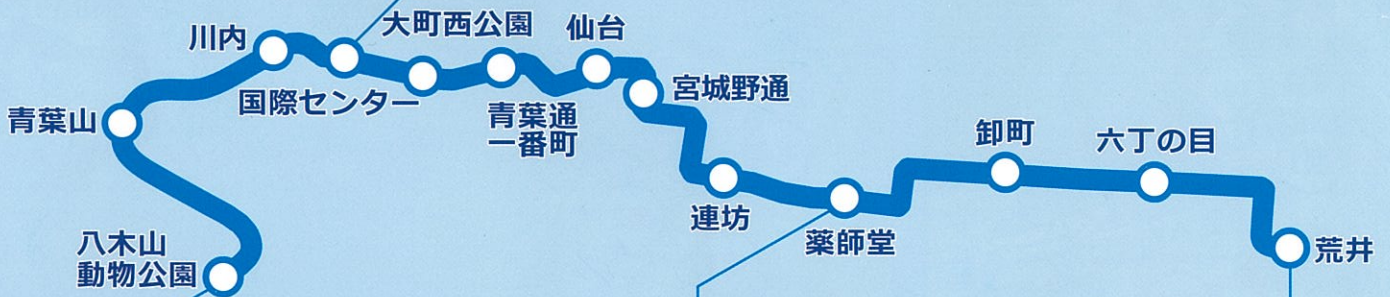 八木山
動物公園
青葉山
川内
国際センター
大町西公園
青葉通
一番町
仙台
宮城野通
連坊
薬師堂
卸町
六丁の目
荒井